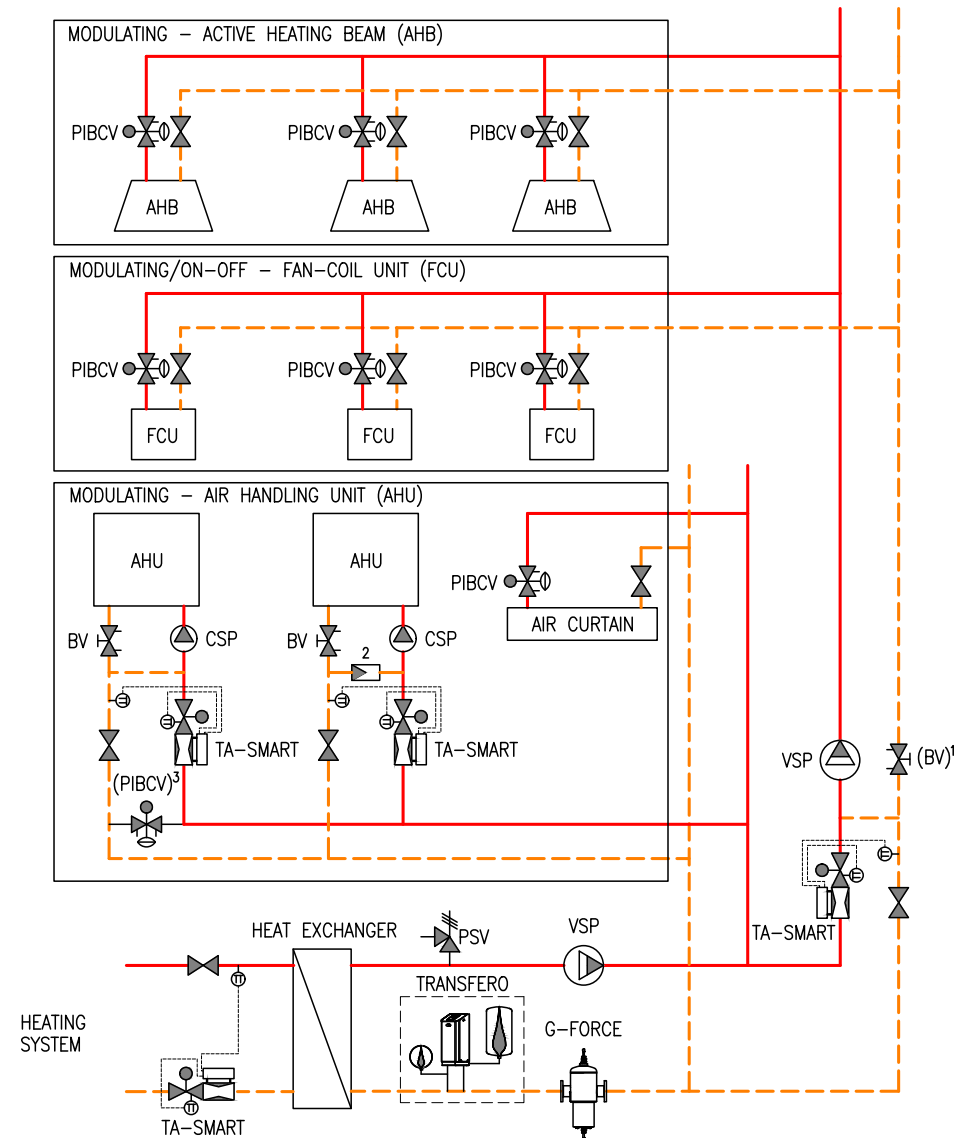 MODULATING – ACTIVE HEATING BEAM (AHB)
PIBCV PIBCV PIBCV
AHB AHB AHB
MODULATING/ON-OFF – FAN-COIL UNIT (FCU)
PIBCV PIBCV PIBCV
FCU FCU FCU
MODULATING – AIR HANDLING UNIT (AHU)
AHU AHU
PIBCV
AIR CURTAIN
BV CSP BV CSP
2
TA-SMART TA-SMART
(PIBCV)³
VSP (BV)¹
TA-SMART
HEAT EXCHANGER PSV VSP
TRANSFERO
G-FORCE
HEATING
SYSTEM
TA-SMART